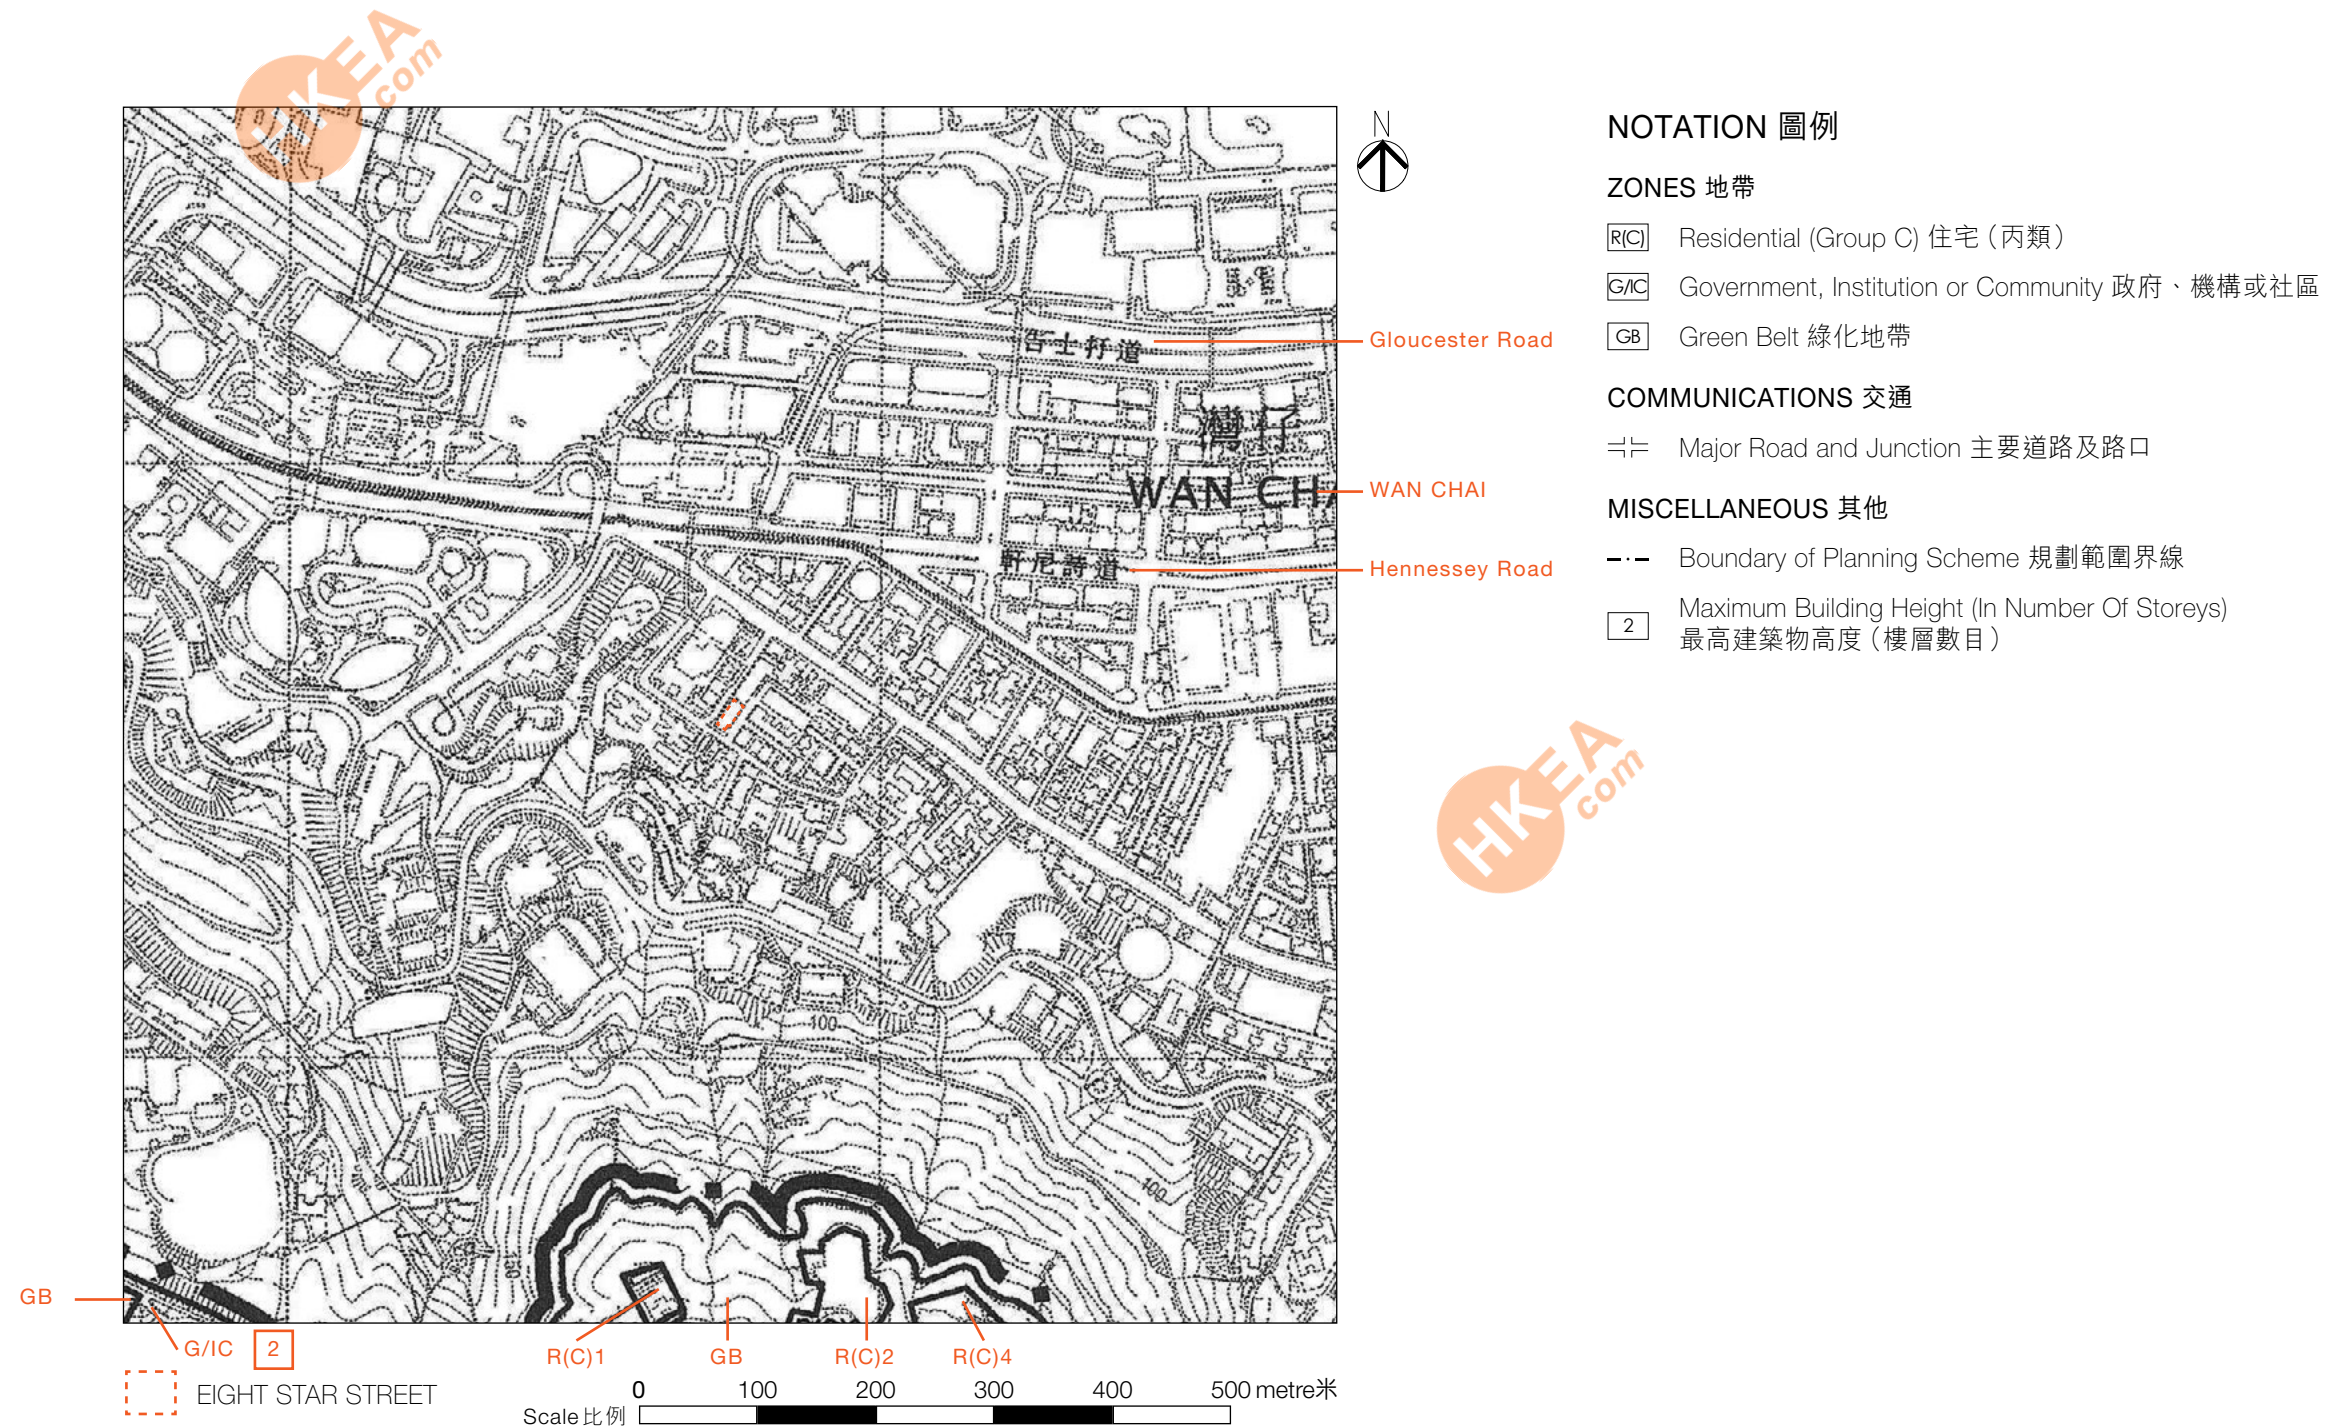 HKEA
com
N
告士打道
Gloucester Road
灣仔
WAN CHA
WAN CHAI
軒尼詩道
Hennessey Road
100
100
GB
G/IC
2
R(C)1
GB
R(C)2
R(C)4
EIGHT STAR STREET
0 100 200 300 400 500 metre米
Scale比例
NOTATION 圖例
ZONES 地帶
R(C) Residential (Group C) 住宅（丙類）
G/IC Government, Institution or Community 政府、機構或社區
GB Green Belt 綠化地帶
COMMUNICATIONS 交通
Major Road and Junction 主要道路及路口
MISCELLANEOUS 其他
Boundary of Planning Scheme 規劃範圍界線
2 Maximum Building Height (In Number Of Storeys)
最高建築物高度（樓層數目）
HKEA
com